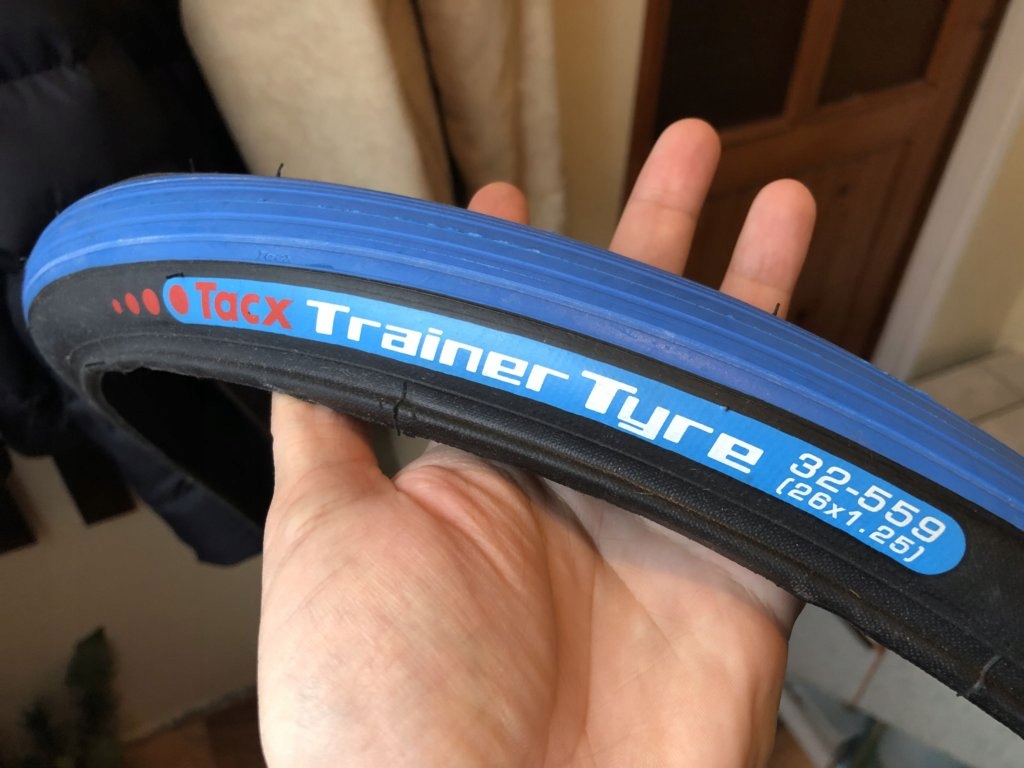 Tacx Trainer Tyre
32-559
(26x1.25)